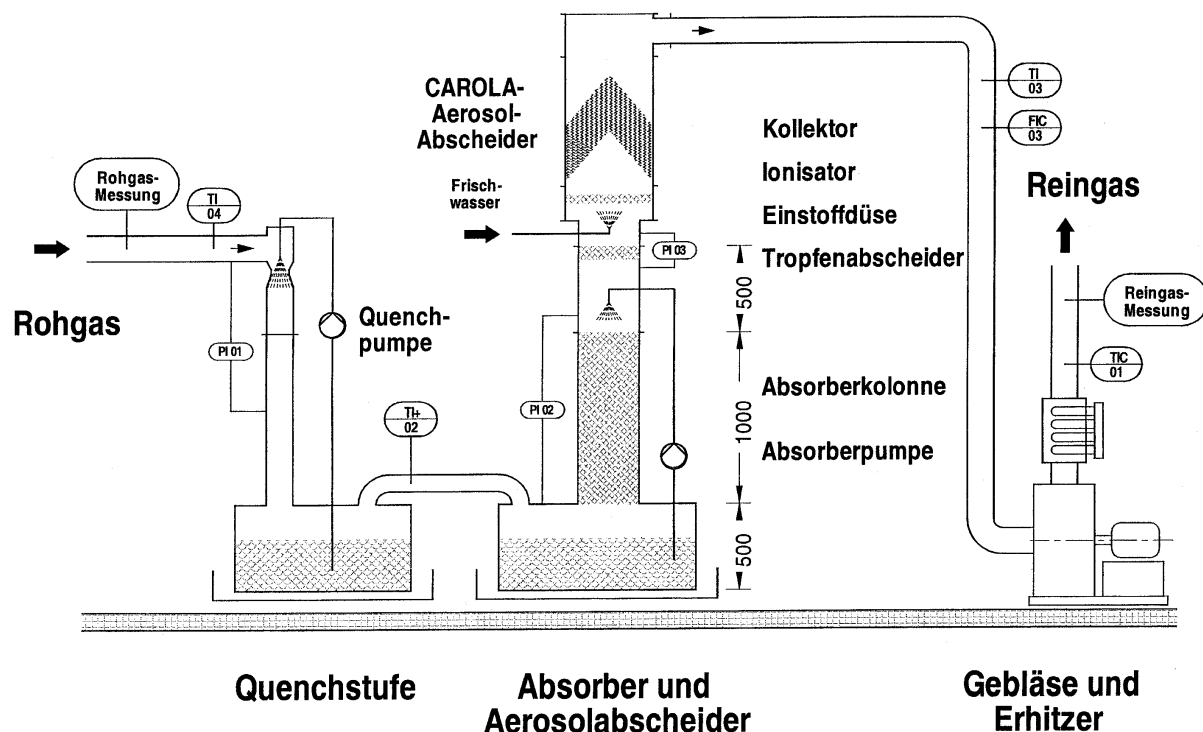 CAROLA-
Aerosol-
Abscheider
TI
03
FIC
03
Kollektor
Ionisator
Einstoffdüse
Tropfenabscheider
Frisch-
wasser
Rohgas-
Messung
TI
04
PI 03
Reingas
Reingas-
Messung
TIC
01
Rohgas
PI 01
Quench-
pumpe
TI+
02
PI 02
500
1000
500
Absorberkolonne
Absorberpumpe
Quenchstufe
Absorber und
Aerosolabscheider
Gebläse und
Erhitzer